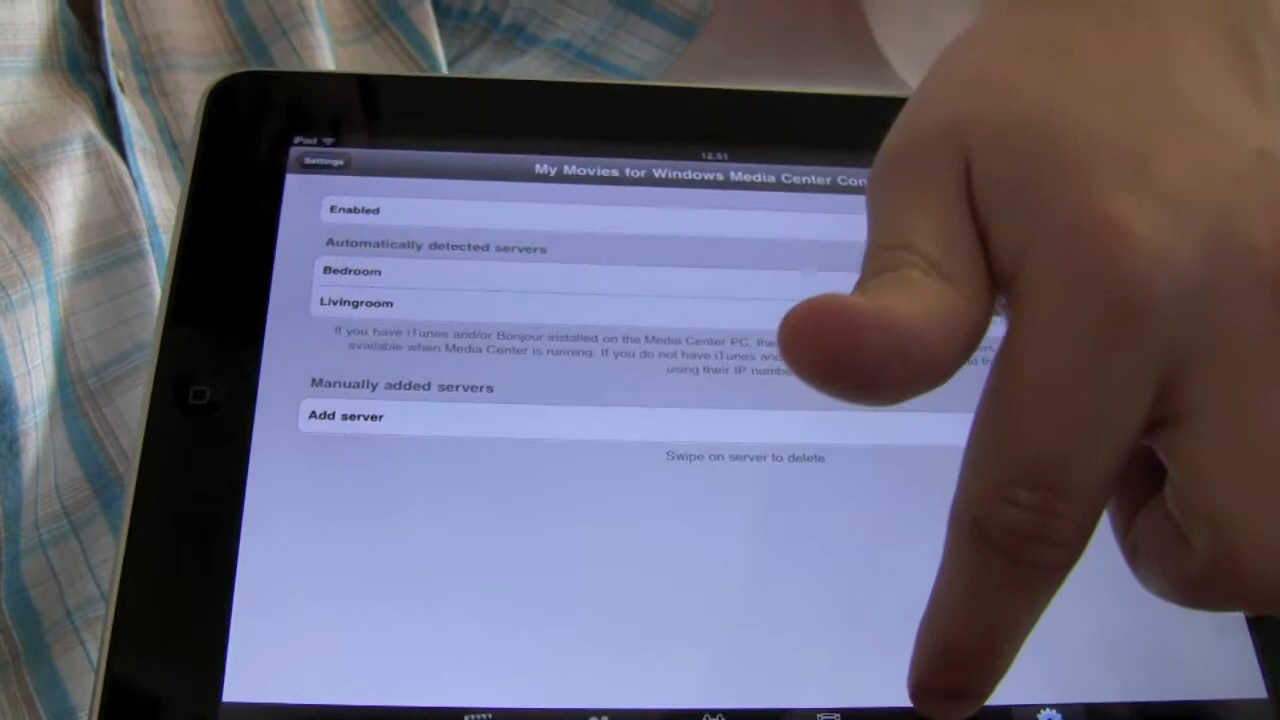 iPad
12.51
Settings
My Movies for Windows Media Center Con
Enabled
Automatically detected servers
Bedroom
Livingroom
If you have iTunes and/or Bonjour installed on the Media Center PC, the
available when Media Center is running. If you do not have iTunes and
using their IP numbe
Manually added servers
Add server
Swipe on server to delete